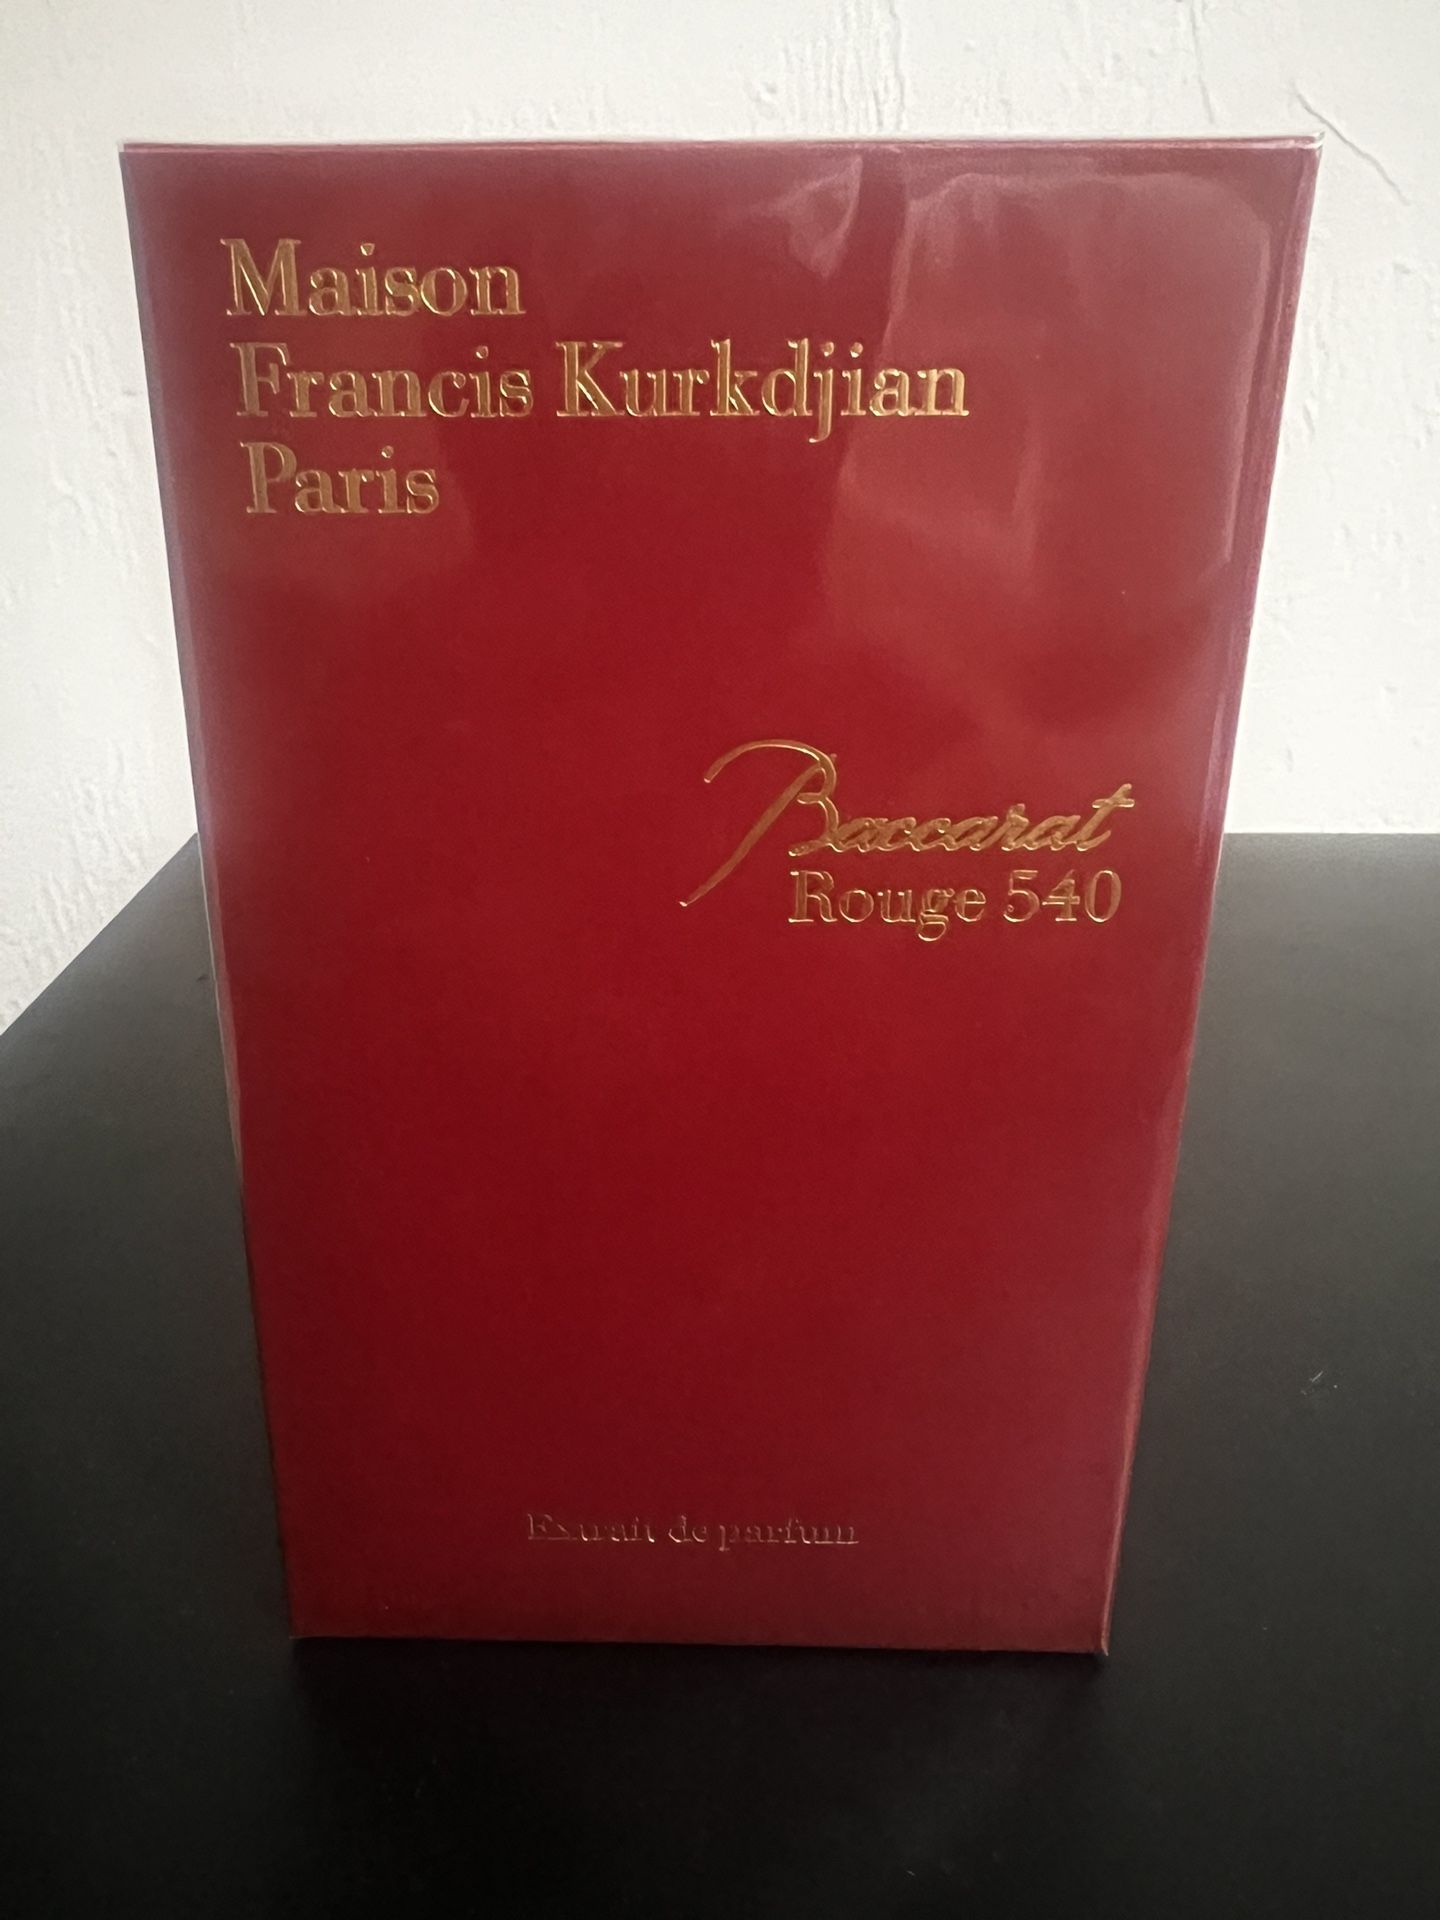 Maison
Francis Kurkdjian
Paris
Baccarat
Rouge 540
Extrait de parfum